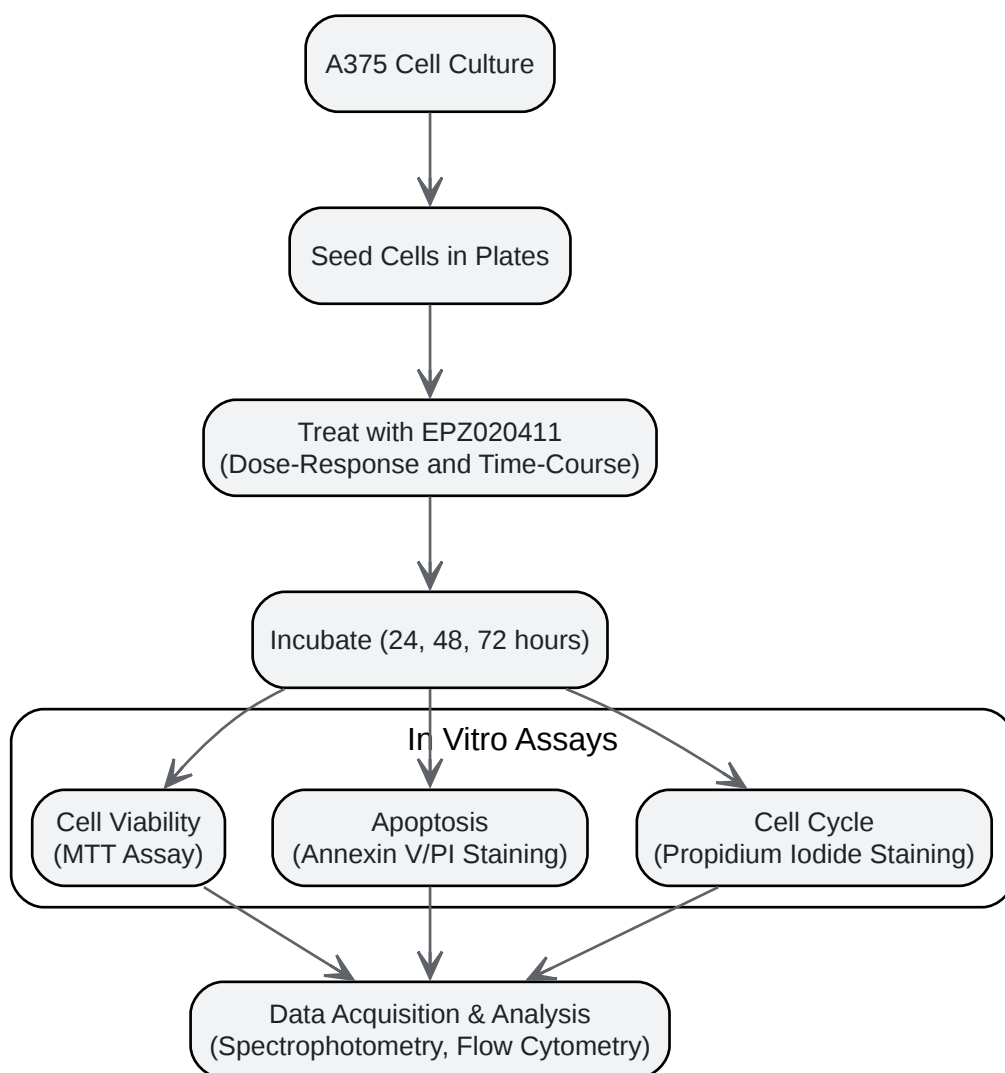 A375 Cell Culture
Seed Cells in Plates
Treat with EPZ020411
(Dose-Response and Time-Course)
Incubate (24, 48, 72 hours)
In Vitro Assays
Cell Viability
(MTT Assay)
Apoptosis
(Annexin V/PI Staining)
Cell Cycle
(Propidium Iodide Staining)
Data Acquisition & Analysis
(Spectrophotometry, Flow Cytometry)